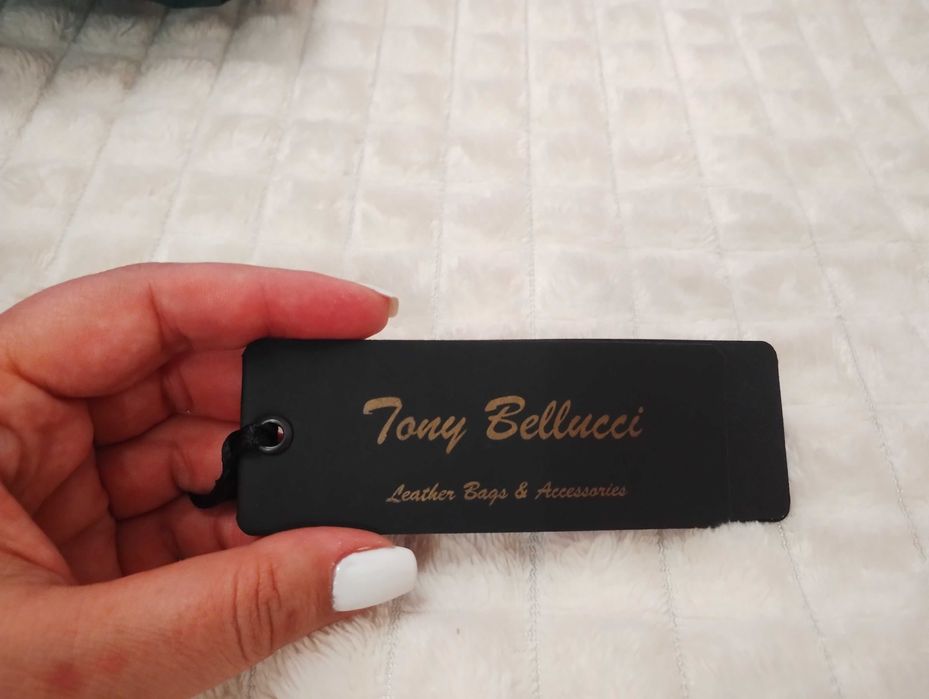 Tony Bellucci
Leather Bags & Accessories